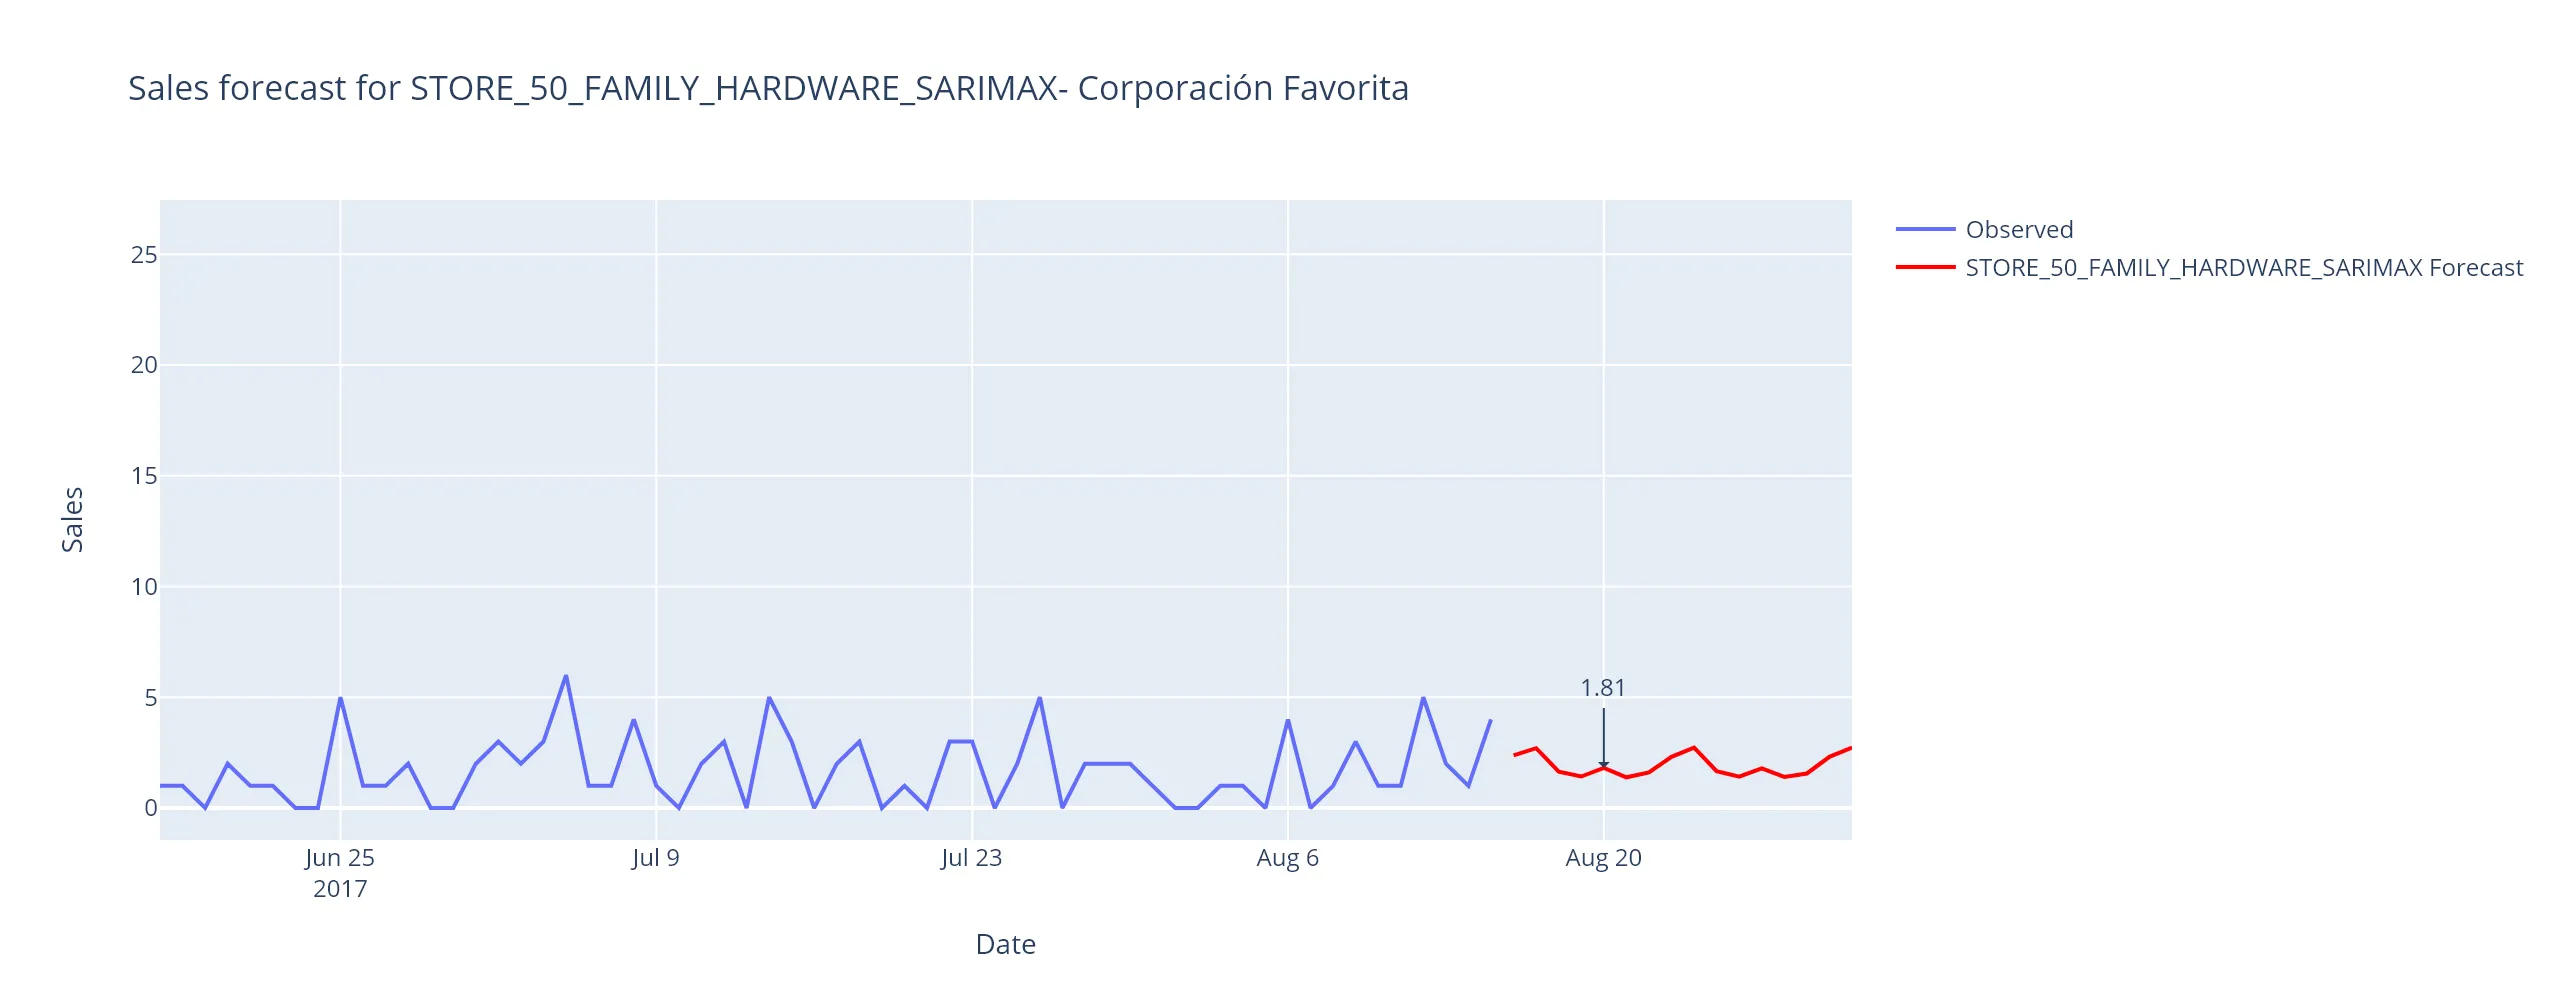 Sales forecast for STORE_50_FAMILY_HARDWARE_SARIMAX- Corporación Favorita
Observed
STORE_50_FAMILY_HARDWARE_SARIMAX Forecast
Sales
25
20
15
10
5
0
1.81
Jun 25
2017
Jul 9
Jul 23
Aug 6
Aug 20
Date